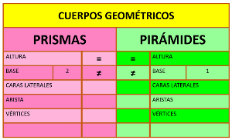 CUERPOS GEOMÉTRICOS
PRISMAS PIRÁMIDES
ALTURA = = ALTURA
BASE 2 ≠ ≠ BASE 1
CARAS LATERALES CARAS LATERALES
ARISTA ARISTAS
VÉRTICES VÉRTICES